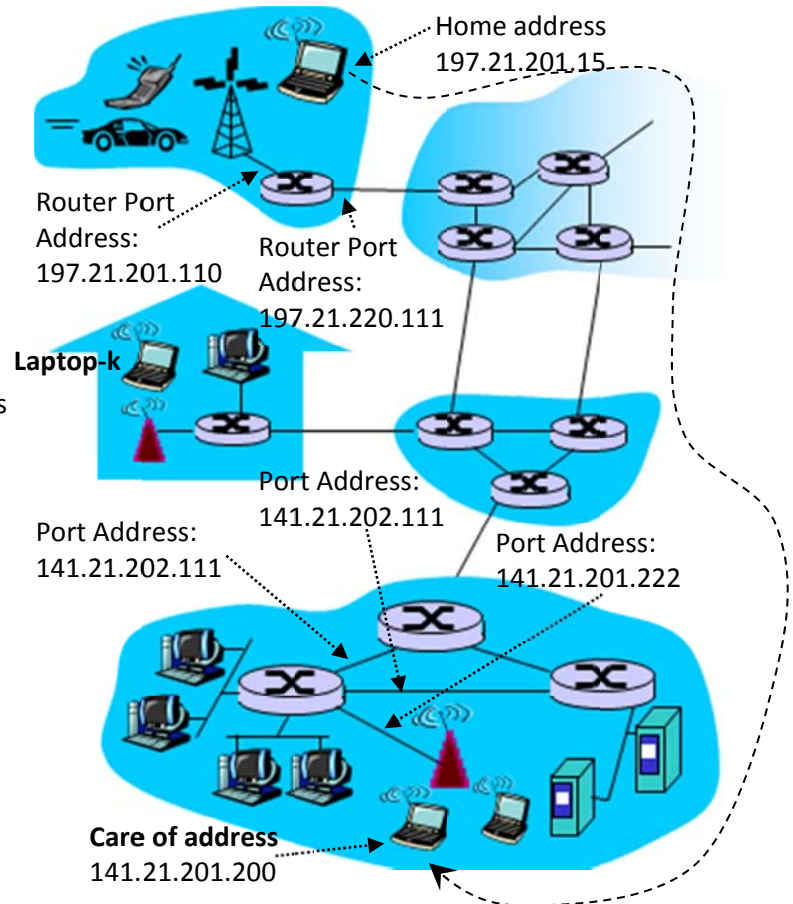 Home address
197.21.201.15
Router Port
Address:
197.21.201.110
Router Port
Address:
197.21.220.111
Laptop-k
s
Port Address:
141.21.202.111
Port Address:
141.21.202.111
Port Address:
141.21.201.222
Care of address
141.21.201.200